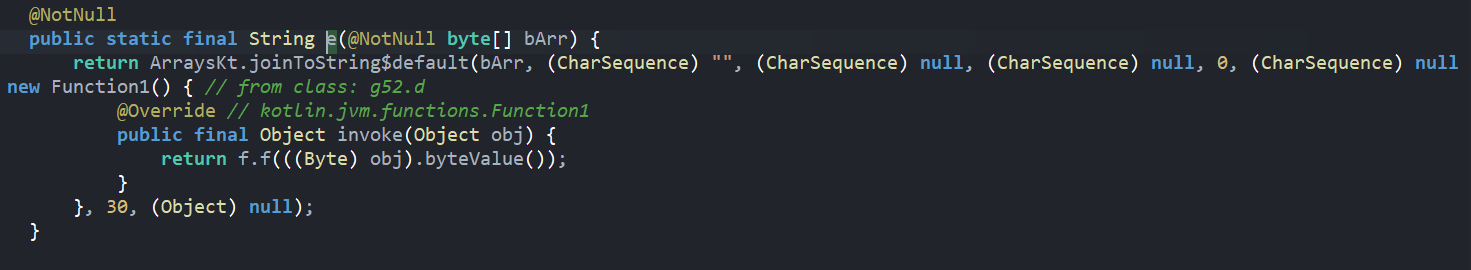 @NotNull
public static final String e(@NotNull byte[] bArr) {
return ArraysKt.joinToString$default(bArr, (CharSequence) "", (CharSequence) null, (CharSequence) null, 0, (CharSequence) null
new Function1() { // from class: g52.d
@Override // kotlin.jvm.functions.Function1
public final Object invoke(Object obj) {
return f.f(((Byte) obj).byteValue());
}
}, 30, (Object) null);
}